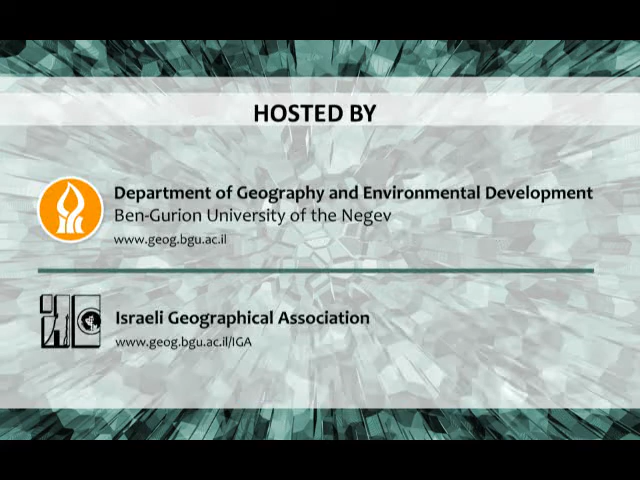 HOSTED BY
Department of Geography and Environmental Development
Ben-Gurion University of the Negev
www.geog.bgu.ac.il
Israeli Geographical Association
www.geog.bgu.ac.il/IGA